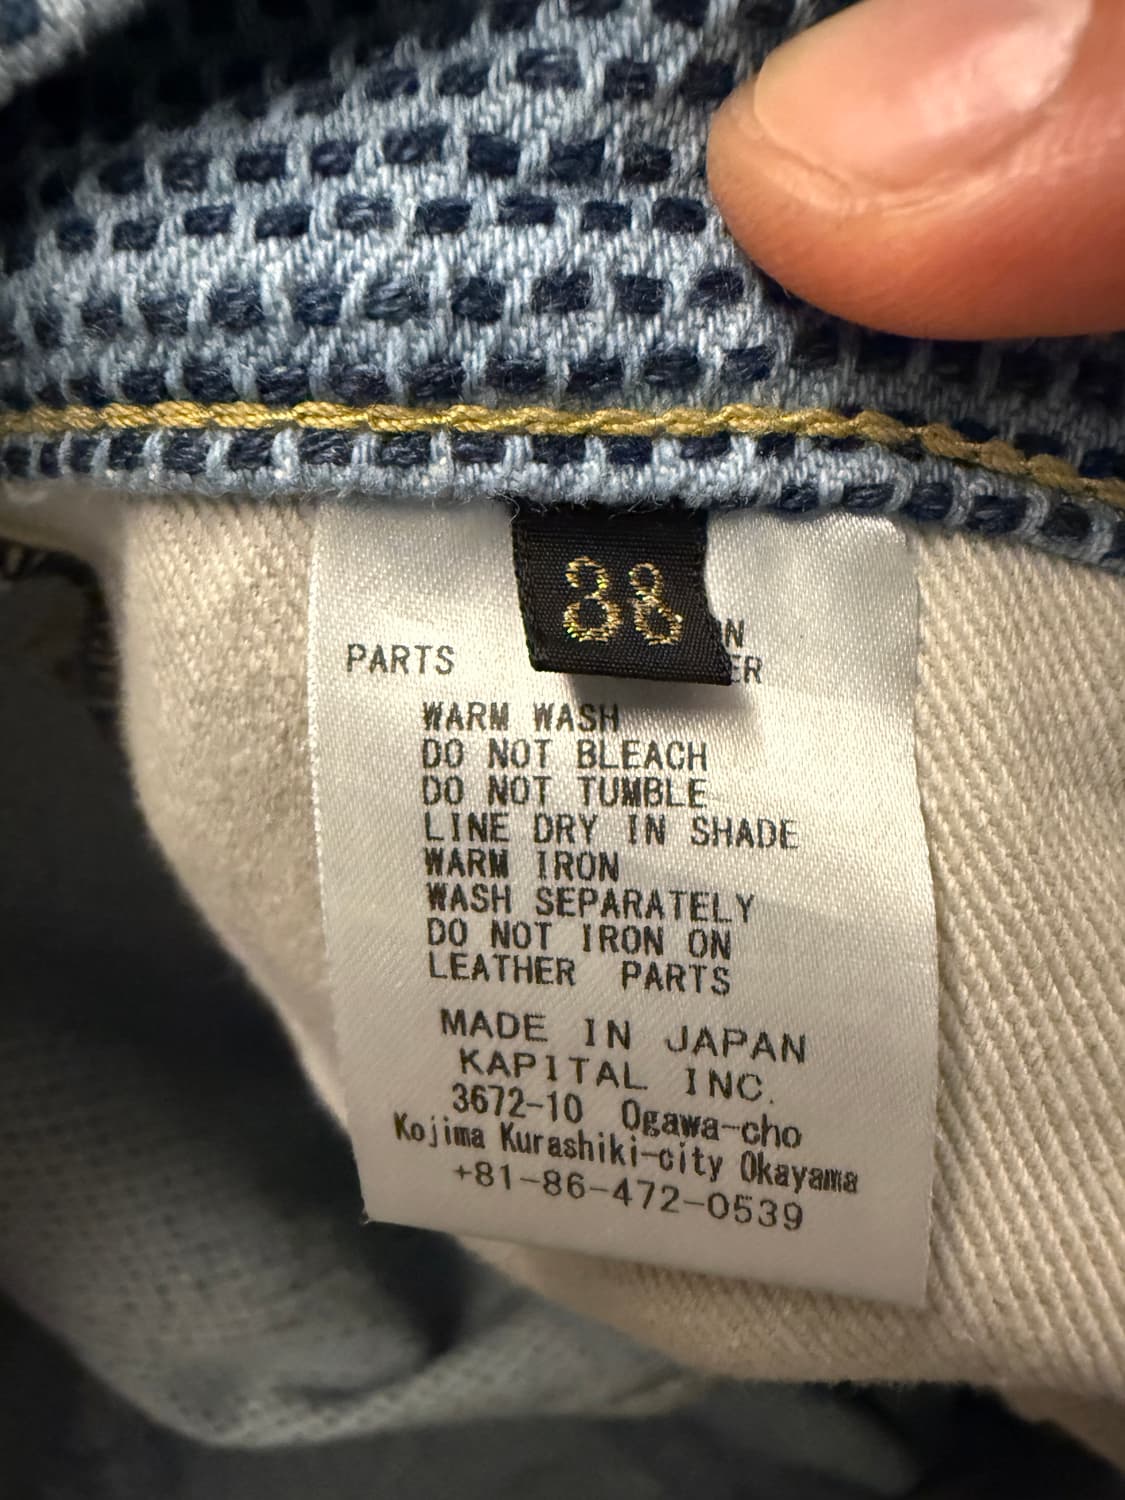 38
PARTS
WARM WASH
DO NOT BLEACH
DO NOT TUMBLE
LINE DRY IN SHADE
WARM IRON
WASH SEPARATELY
DO NOT IRON ON
LEATHER PARTS
MADE IN JAPAN
KAPITAL INC.
3672-10 Ogawa-cho
Kojima Kurashiki-city Okayama
+81-86-472-0539